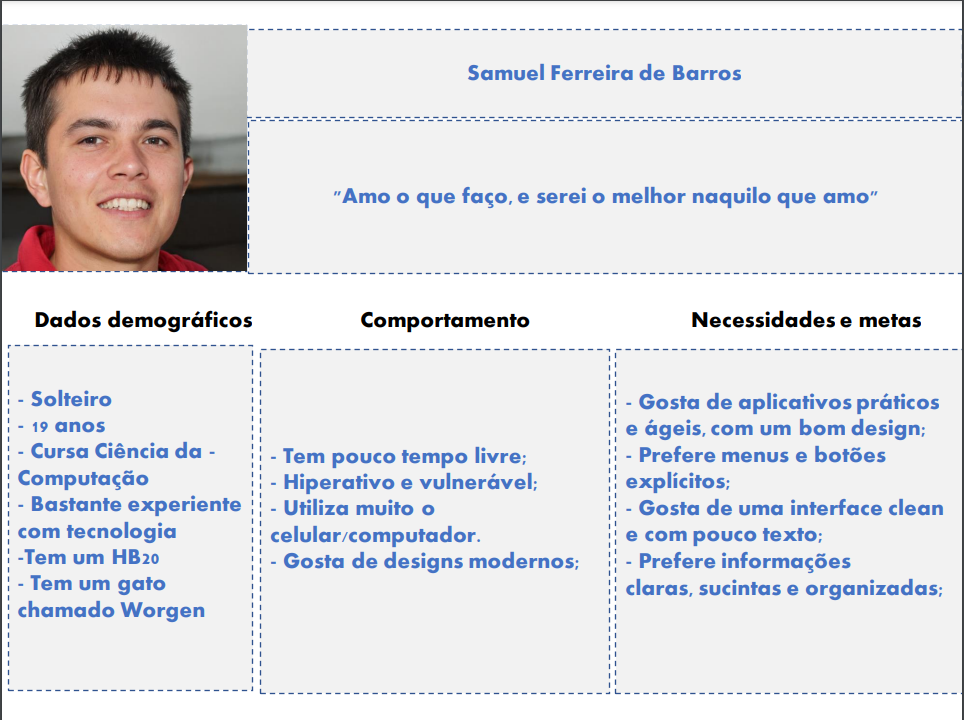 Samuel Ferreira de Barros
"Amo o que faço, e serei o melhor naquilo que amo"
Dados demográficos
- Solteiro
- 19 anos
- Cursa Ciência da -
Computação
- Bastante experiente
com tecnologia
-Tem um HB20
- Tem um gato
chamado Worgen
Comportamento
- Tem pouco tempo livre;
- Hiperativo e vulnerável;
- Utiliza muito o
celular/computador.
- Gosta de designs modernos;
Necessidades e metas
- Gosta de aplicativos práticos
e ágeis, com um bom design;
- Prefere menus e botões
explícitos;
- Gosta de uma interface clean
e com pouco texto;
- Prefere informações
claras, sucintas e organizadas;